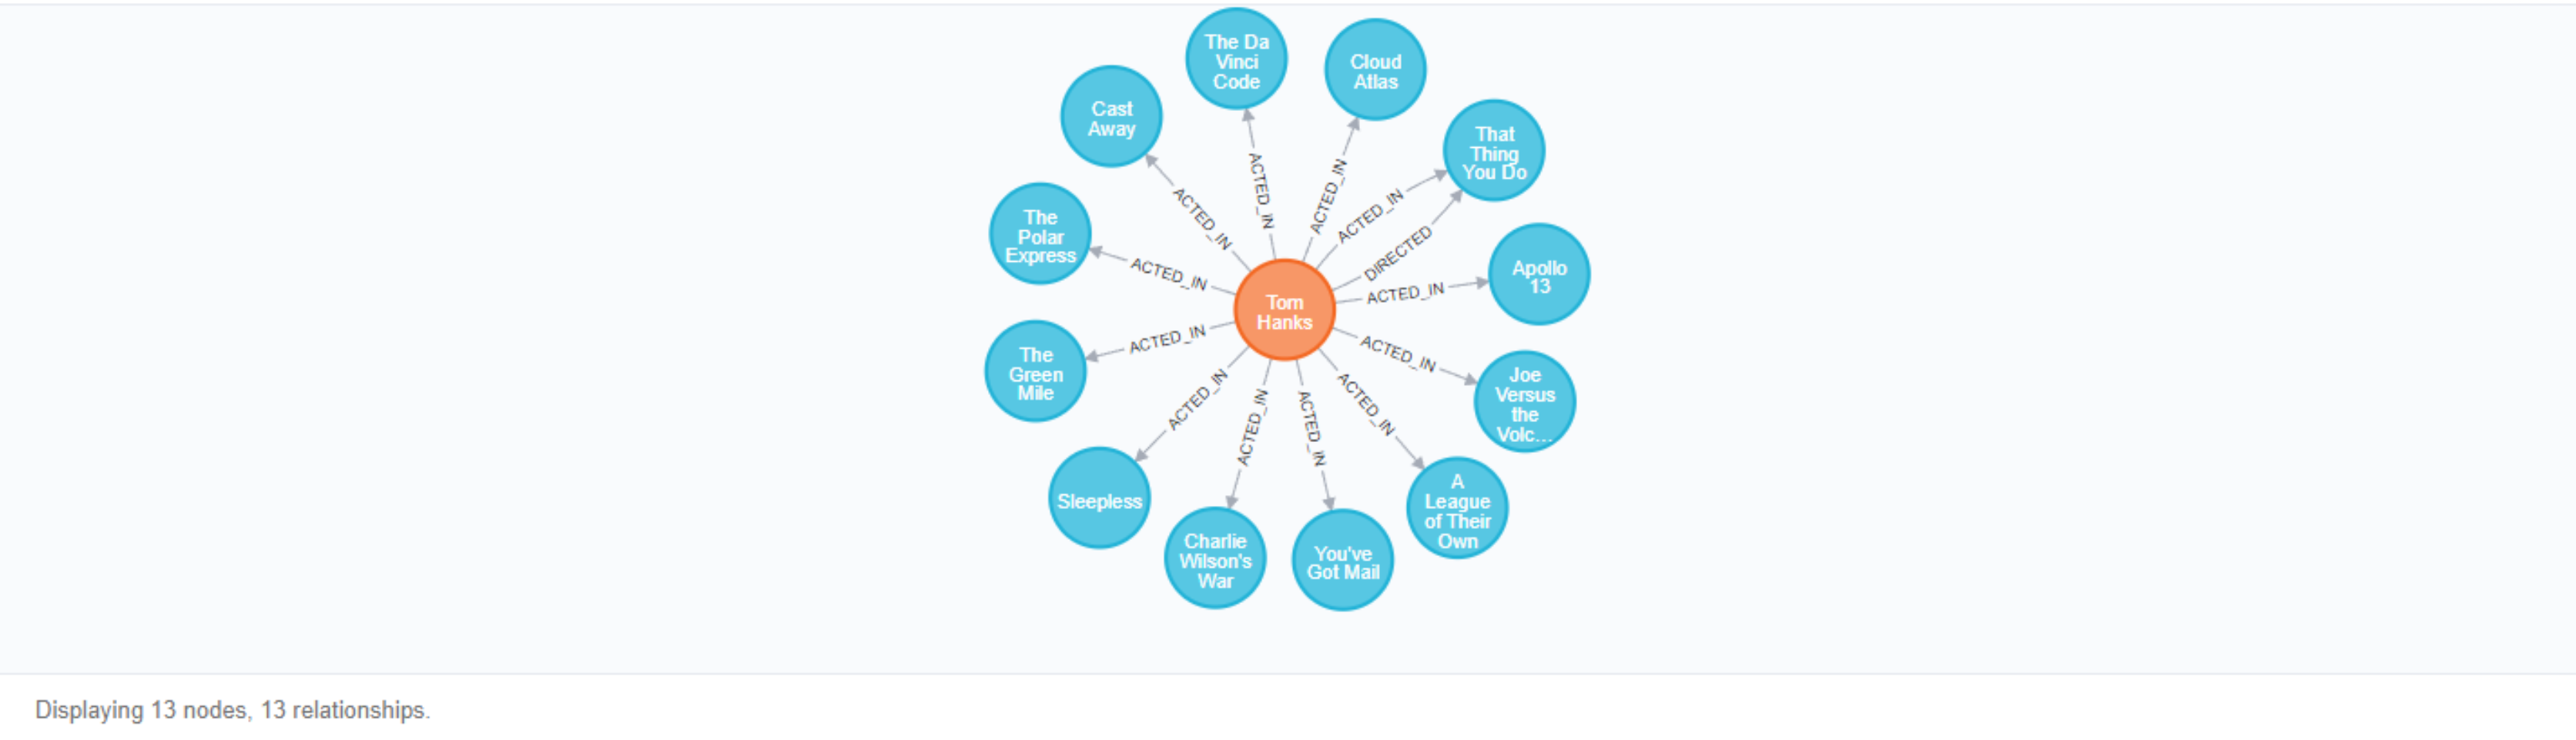 The Da
Vinci
Code
Cloud
Atlas
Cast
Away
That
Thing
You Do
The
Polar
Express
Apollo
13
Tom
Hanks
The
Green
Mile
Joe
Versus
the
Volc...
Sleepless
A
League
of Their
Own
Charlie
Wilson's
War
You've
Got Mail
ACTED_IN
ACTED_IN
ACTED_IN
ACTED_IN
DIRECTED
ACTED_IN
ACTED_IN
ACTED_IN
ACTED_IN
ACTED_IN
ACTED_IN
ACTED_IN
ACTED_IN
Displaying 13 nodes, 13 relationships.